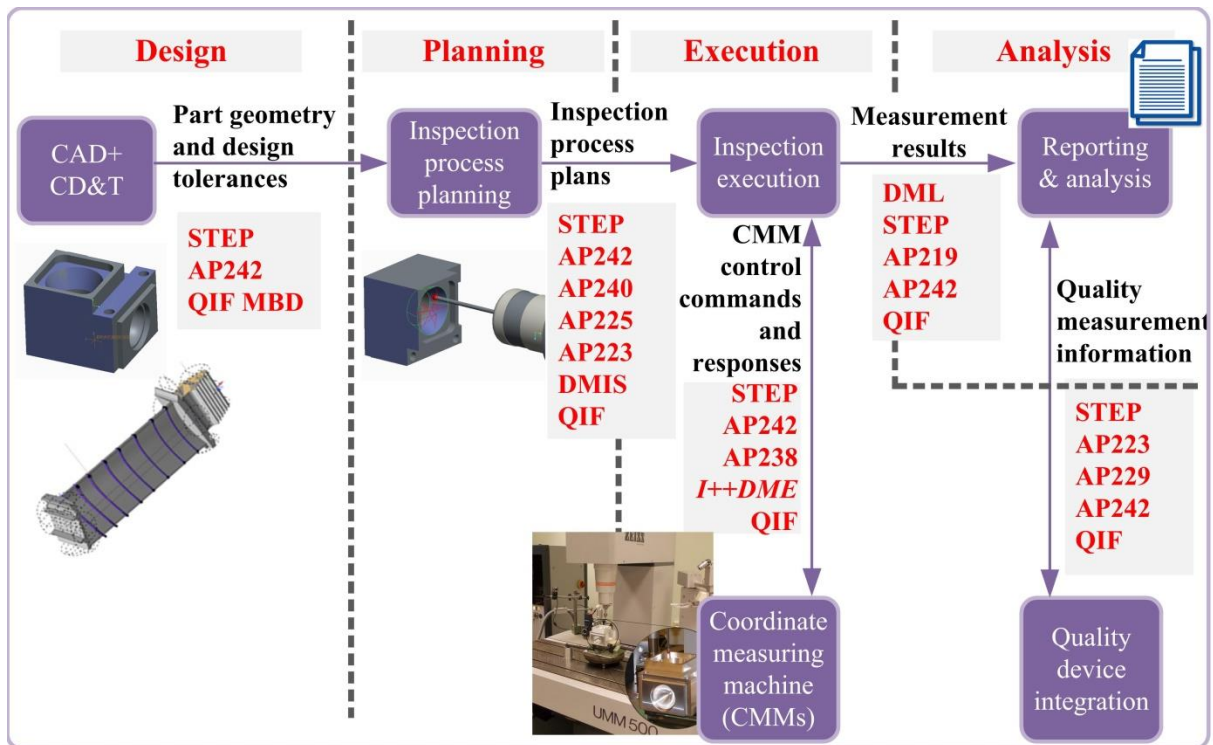 Design
Planning
Execution
Analysis
CAD+
CD&T
Part geometry
and design
tolerances
STEP
AP242
QIF MBD
Inspection
process
planning
Inspection
process
plans
STEP
AP242
AP240
AP225
AP223
DMIS
QIF
Inspection
execution
CMM
control
commands
and
responses
STEP
AP242
AP238
I++DME
QIF
Measurement
results
DML
STEP
AP219
AP242
QIF
Reporting
& analysis
Quality
measurement
information
STEP
AP223
AP229
AP242
QIF
UMM 500
Coordinate
measuring
machine
(CMMs)
Quality
device
integration